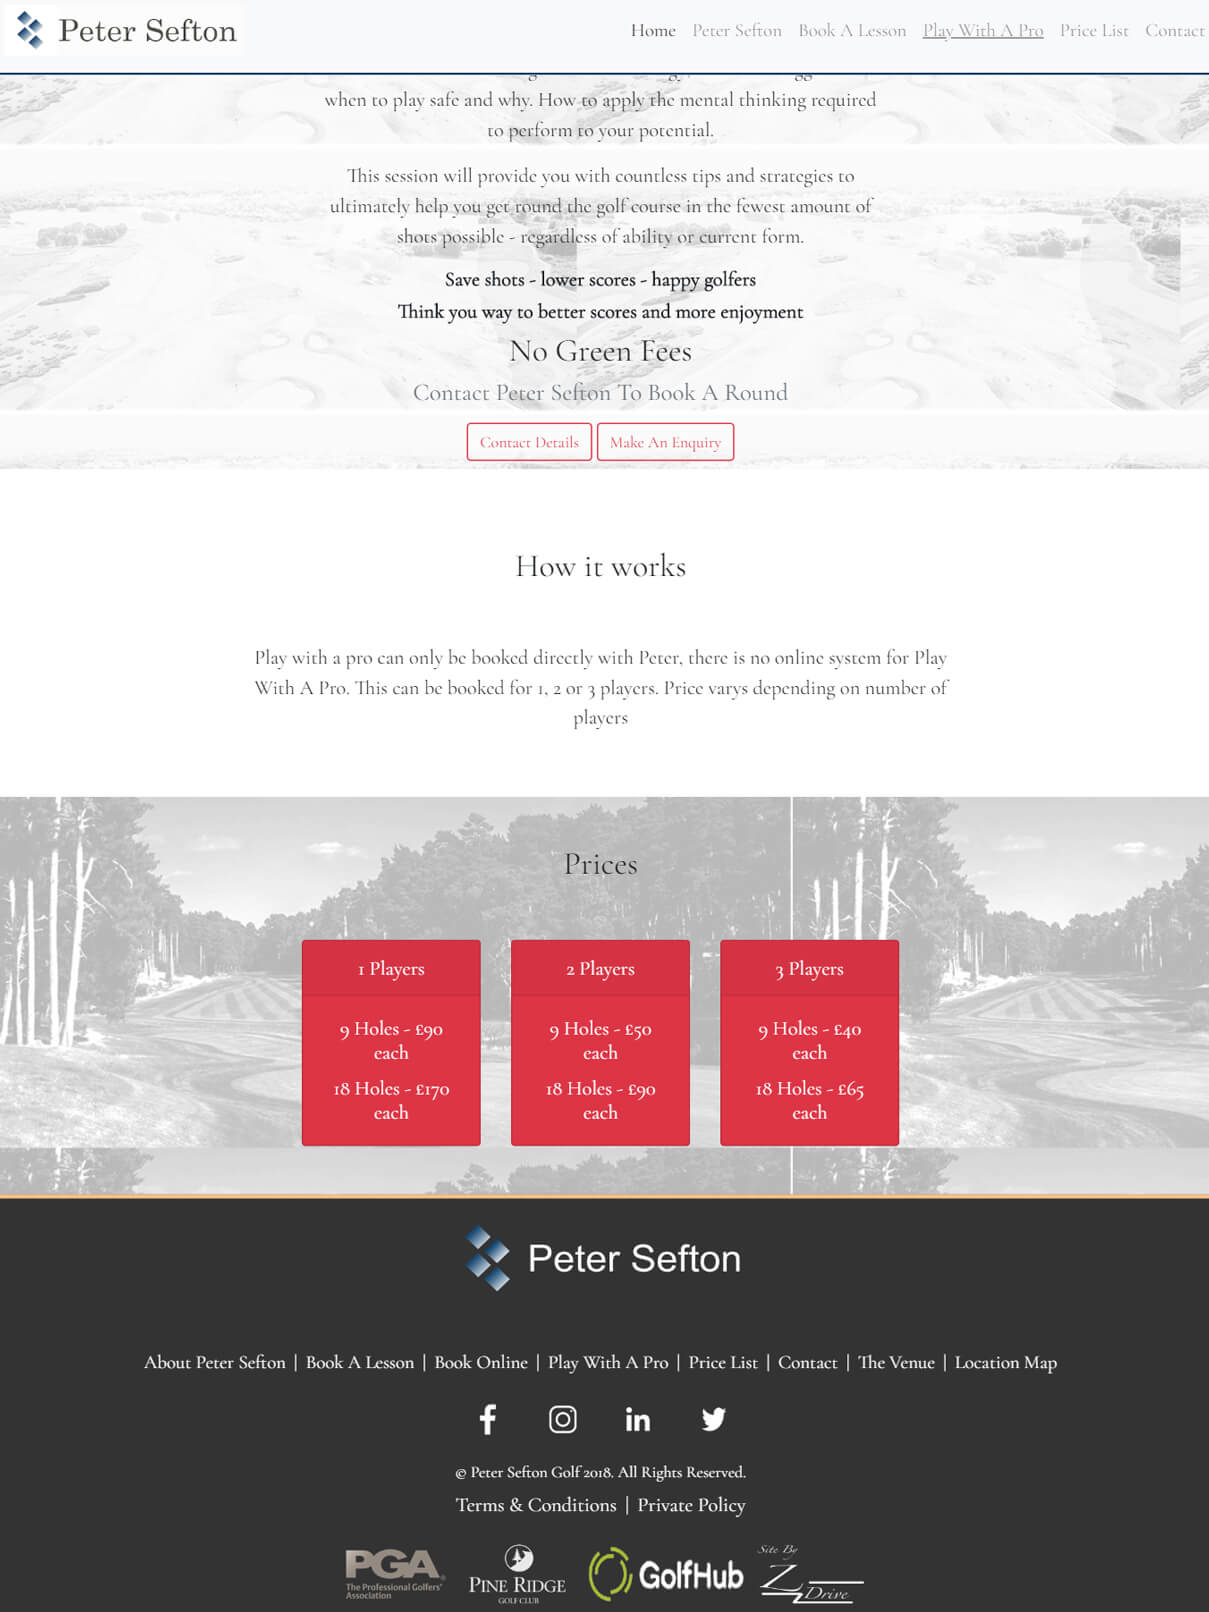 Peter Sefton
Home Peter Sefton Book A Lesson Play With A Pro Price List Contact
when to play safe and why. How to apply the mental thinking required
to perform to your potential.
This session will provide you with countless tips and strategies to
ultimately help you get round the golf course in the fewest amount of
shots possible - regardless of ability or current form.
Save shots - lower scores - happy golfers
Think you way to better scores and more enjoyment
No Green Fees
Contact Peter Sefton To Book A Round
Contact Details Make An Enquiry
How it works
Play with a pro can only be booked directly with Peter, there is no online system for Play
With A Pro. This can be booked for 1, 2 or 3 players. Price varys depending on number of
players
Prices
1 Players
9 Holes - £90
each
18 Holes - £170
each
2 Players
9 Holes - £50
each
18 Holes - £90
each
3 Players
9 Holes - £40
each
18 Holes - £65
each
Peter Sefton
About Peter Sefton | Book A Lesson | Book Online | Play With A Pro | Price List | Contact | The Venue | Location Map
© Peter Sefton Golf 2018. All Rights Reserved.
Terms & Conditions | Private Policy
PGA
The Professional Golfers'
Association
PINE RIDGE
GOLF CLUB
GolfHub
Site By
Z Drive